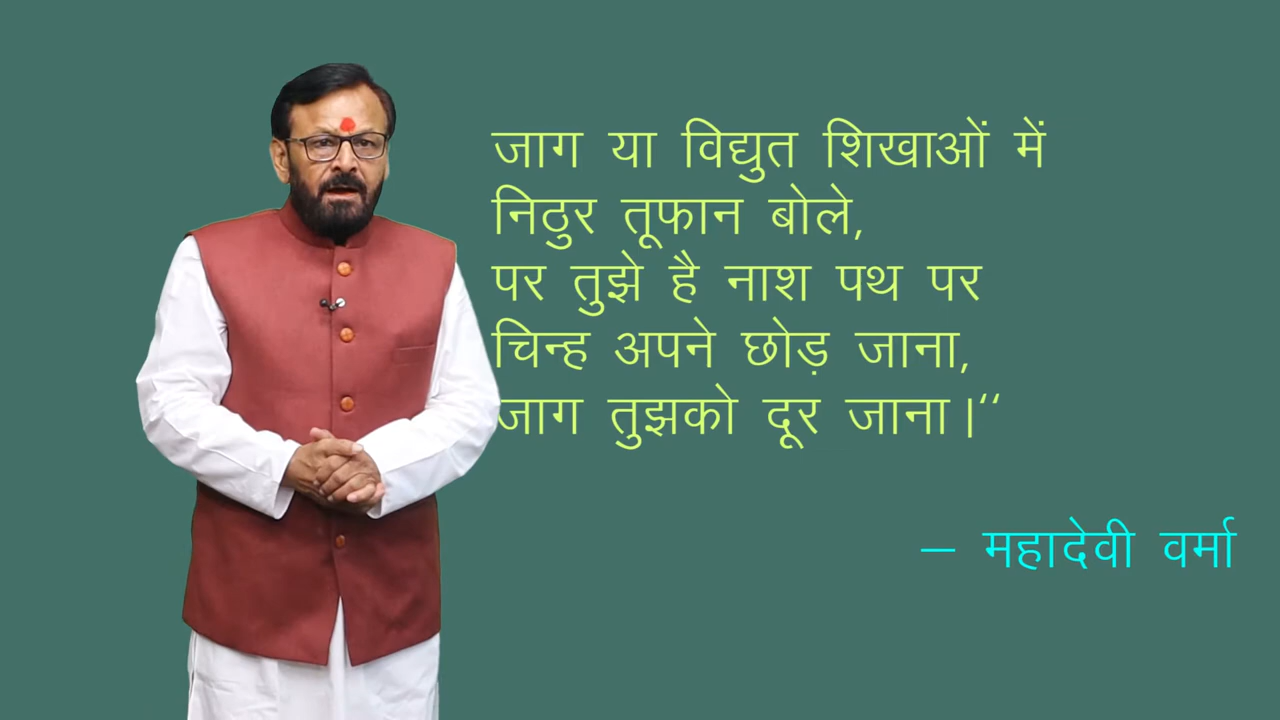 जाग या विद्युत शिखाओं में
निठुर तूफान बोले,
पर तुझे है नाश पथ पर
चिन्ह अपने छोड़ जाना,
जाग तुझको दूर जाना।‘‘
– महादेवी वर्मा